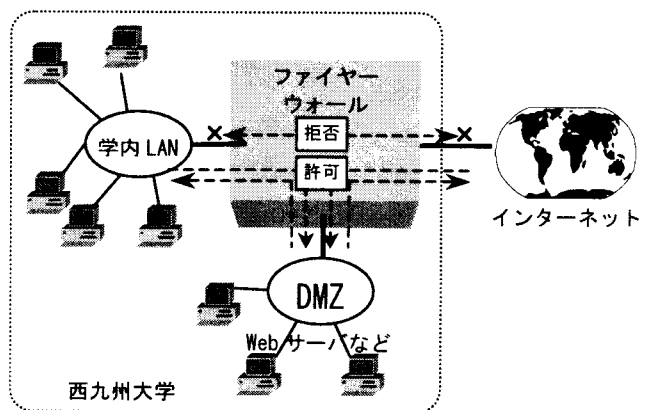 ファイヤー
ウォール
拒否
×
×
学内 LAN
許可
インターネット
DMZ
Web サーバなど
西九州大学